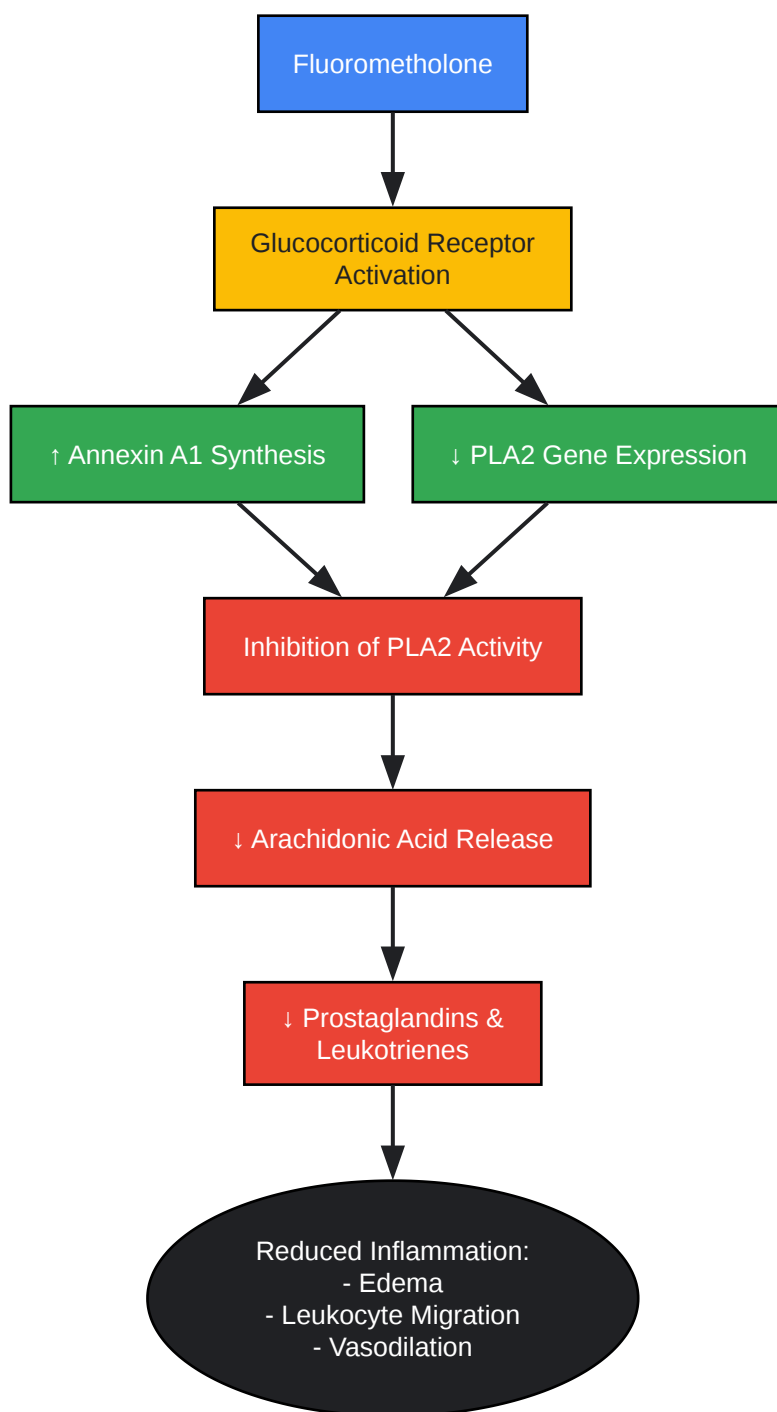 Fluorometholone
Glucocorticoid Receptor
Activation
↑ Annexin A1 Synthesis
↓ PLA2 Gene Expression
Inhibition of PLA2 Activity
↓ Arachidonic Acid Release
↓ Prostaglandins &
Leukotrienes
Reduced Inflammation:
- Edema
- Leukocyte Migration
- Vasodilation